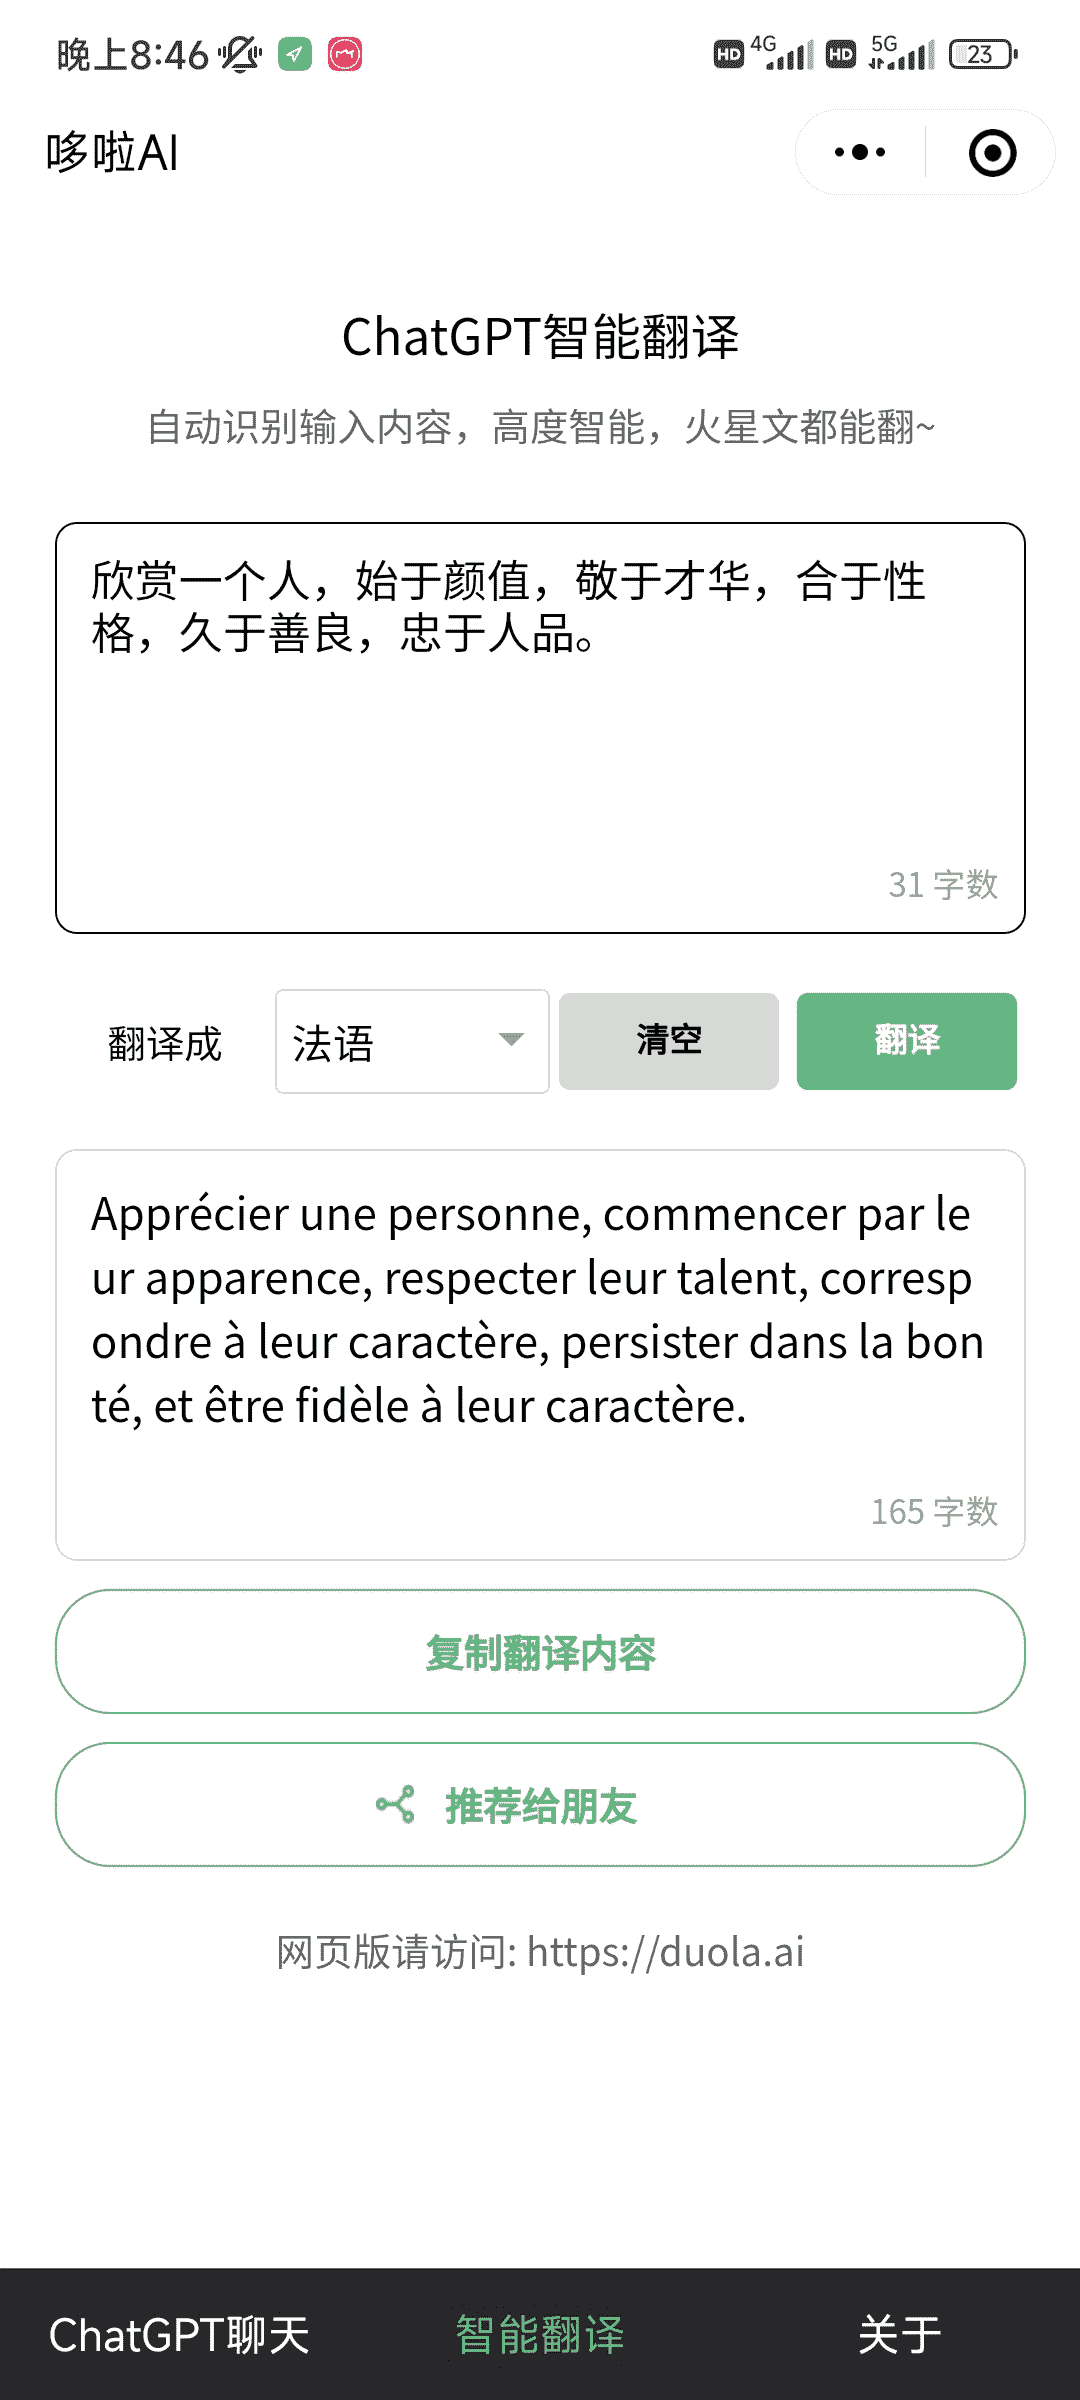 晚上8:46 HD 4G HD 5G 23
哆啦AI
ChatGPT智能翻译
自动识别输入内容，高度智能，火星文都能翻~
欣赏一个人，始于颜值，敬于才华，合于性
格，久于善良，忠于人品。
31 字数
翻译成 法语 清空 翻译
Apprécier une personne, commencer par le
ur apparence, respecter leur talent, corresp
ondre à leur caractère, persister dans la bon
té, et être fidèle à leur caractère.
165 字数
复制翻译内容
推荐给朋友
网页版请访问: https://duola.ai
ChatGPT聊天 智能翻译 关于